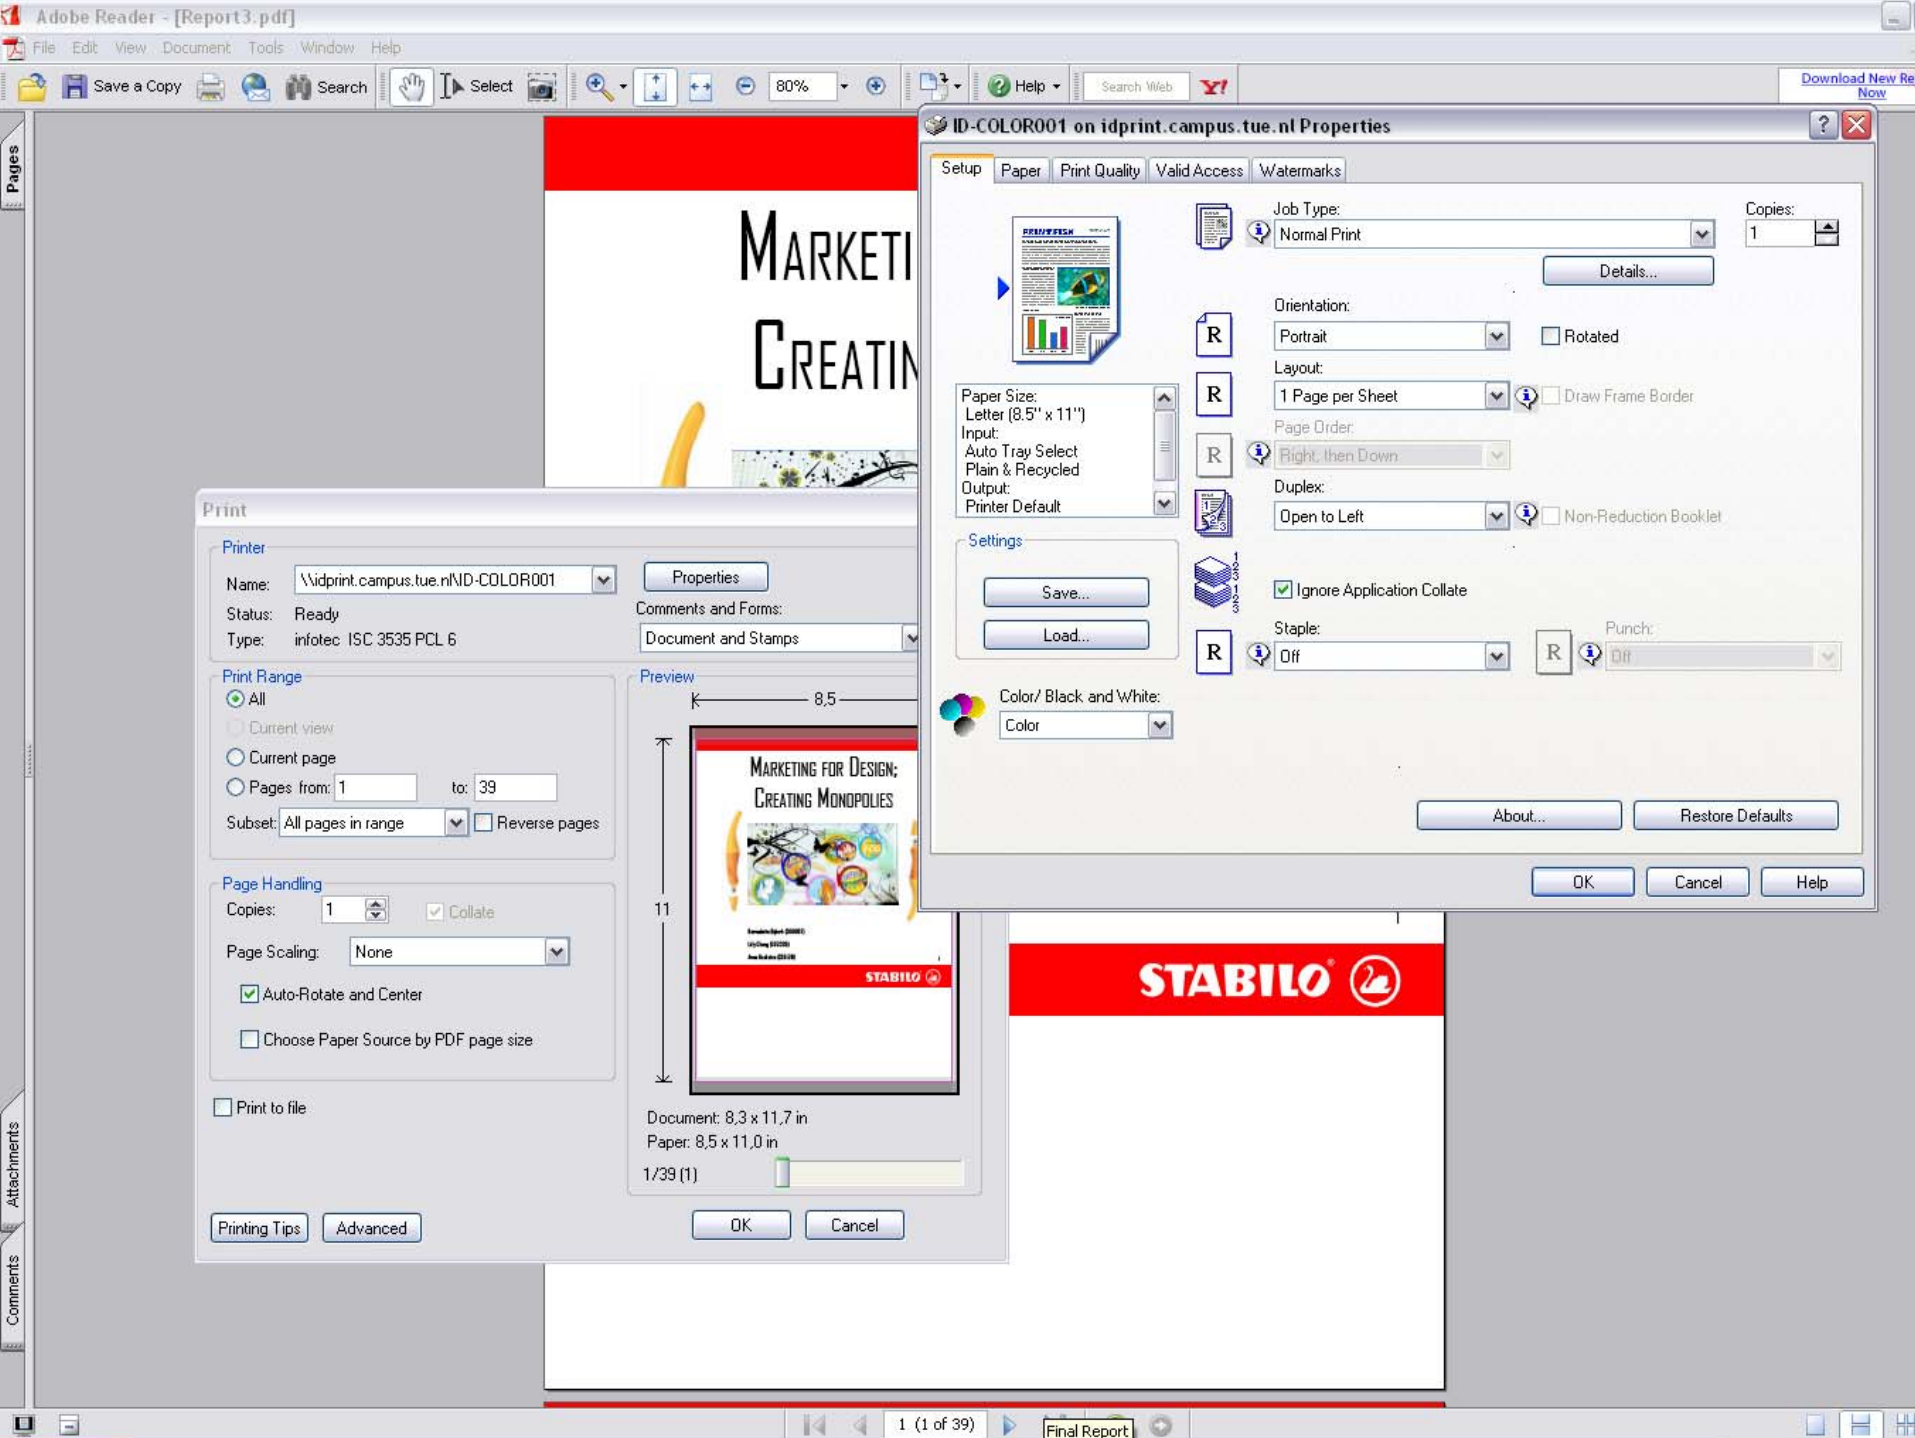 Adobe Reader - [Report3.pdf]
File Edit View Document Tools Window Help
Save a Copy Search Select 80% Help Search Web Y! Download New Re
Now
Pages
Attachments
Comments
MARKETI
CREATIN
STABILO
1
Print
Printer
Name: \\idprint.campus.tue.nl\ID-COLOR001 Properties
Status: Ready Comments and Forms:
Type: infotec ISC 3535 PCL 6 Document and Stamps
Print Range
All
Current view
Current page
Pages from: 1 to: 39
Subset: All pages in range Reverse pages
Page Handling
Copies: 1 Collate
Page Scaling: None
Auto-Rotate and Center
Choose Paper Source by PDF page size
Print to file
Printing Tips Advanced
Preview
8,5
11
MARKETING FOR DESIGN;
CREATING MONOPOLIES
STABILO
Document: 8,3 x 11,7 in
Paper: 8,5 x 11,0 in
1/39 (1)
OK Cancel
ID-COLOR001 on idprint.campus.tue.nl Properties
Setup Paper Print Quality Valid Access Watermarks
PRINTFISH
Job Type: Copies:
Normal Print 1
Details...
Orientation:
R Portrait Rotated
Layout:
R 1 Page per Sheet Draw Frame Border
Page Order:
R Right, then Down
Duplex:
Open to Left Non-Reduction Booklet
Ignore Application Collate
Staple: Punch:
R Off R Off
Paper Size:
Letter (8.5" x 11")
Input:
Auto Tray Select
Plain & Recycled
Output:
Printer Default
Settings
Save...
Load...
Color/ Black and White:
Color
About... Restore Defaults
OK Cancel Help
1 (1 of 39)
Final Report